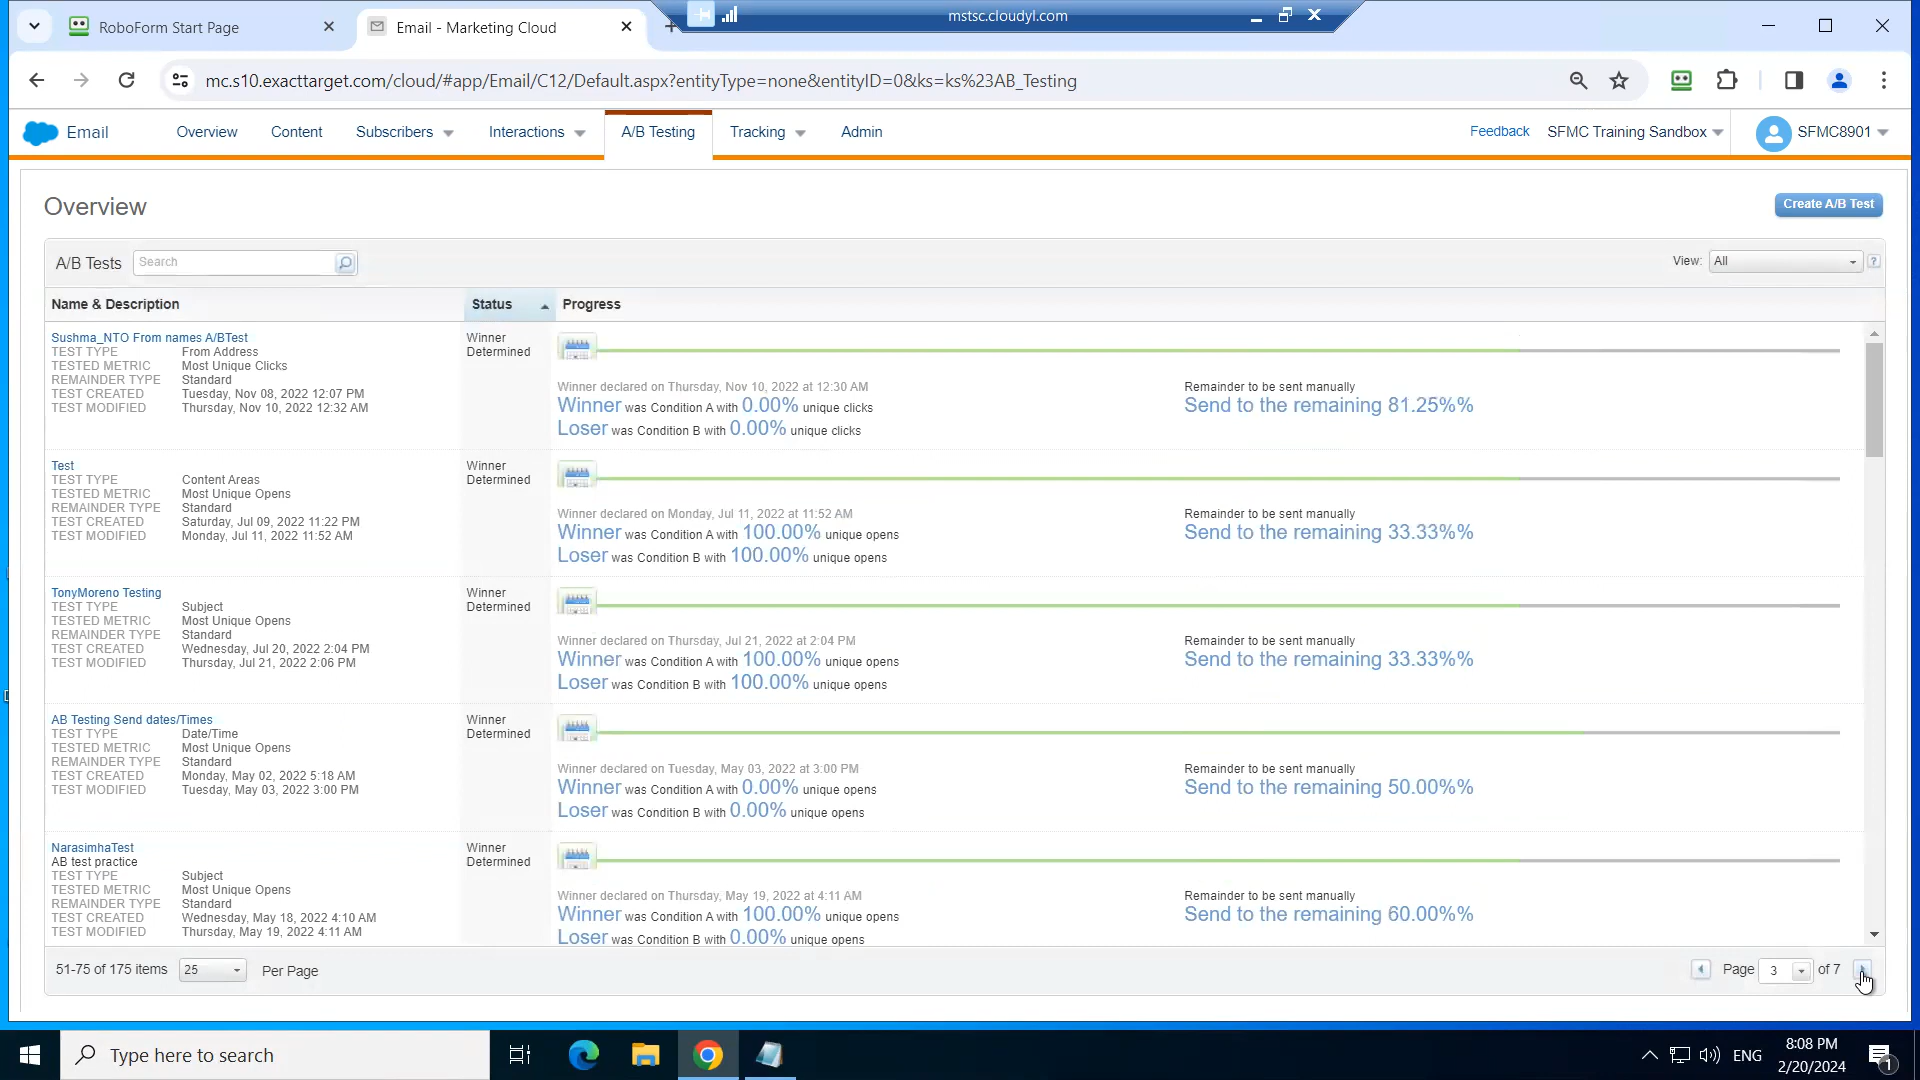 RoboForm Start Page
Email - Marketing Cloud
mstsc.cloudyl.com
mc.s10.exacttarget.com/cloud/#app/Email/C12/Default.aspx?entityType=none&entityID=0&ks=ks%23AB_Testing
Email
Overview
Content
Subscribers
Interactions
A/B Testing
Tracking
Admin
Feedback
SFMC Training Sandbox
SFMC8901
Overview
Create A/B Test
A/B Tests
Search
View: All
?
Name & Description
Status
Progress
Sushma_NTO From names A/BTest
TEST TYPE From Address
TESTED METRIC Most Unique Clicks
REMAINDER TYPE Standard
TEST CREATED Tuesday, Nov 08, 2022 12:07 PM
TEST MODIFIED Thursday, Nov 10, 2022 12:32 AM
Winner
Determined
Winner declared on Thursday, Nov 10, 2022 at 12:30 AM
Winner was Condition A with 0.00% unique clicks
Loser was Condition B with 0.00% unique clicks
Remainder to be sent manually
Send to the remaining 81.25%%
Test
TEST TYPE Content Areas
TESTED METRIC Most Unique Opens
REMAINDER TYPE Standard
TEST CREATED Saturday, Jul 09, 2022 11:22 PM
TEST MODIFIED Monday, Jul 11, 2022 11:52 AM
Winner
Determined
Winner declared on Monday, Jul 11, 2022 at 11:52 AM
Winner was Condition A with 100.00% unique opens
Loser was Condition B with 100.00% unique opens
Remainder to be sent manually
Send to the remaining 33.33%%
TonyMoreno Testing
TEST TYPE Subject
TESTED METRIC Most Unique Opens
REMAINDER TYPE Standard
TEST CREATED Wednesday, Jul 20, 2022 2:04 PM
TEST MODIFIED Thursday, Jul 21, 2022 2:06 PM
Winner
Determined
Winner declared on Thursday, Jul 21, 2022 at 2:04 PM
Winner was Condition A with 100.00% unique opens
Loser was Condition B with 100.00% unique opens
Remainder to be sent manually
Send to the remaining 33.33%%
AB Testing Send dates/Times
TEST TYPE Date/Time
TESTED METRIC Most Unique Opens
REMAINDER TYPE Standard
TEST CREATED Monday, May 02, 2022 5:18 AM
TEST MODIFIED Tuesday, May 03, 2022 3:00 PM
Winner
Determined
Winner declared on Tuesday, May 03, 2022 at 3:00 PM
Winner was Condition A with 0.00% unique opens
Loser was Condition B with 0.00% unique opens
Remainder to be sent manually
Send to the remaining 50.00%%
NarasimhaTest
AB test practice
TEST TYPE Subject
TESTED METRIC Most Unique Opens
REMAINDER TYPE Standard
TEST CREATED Wednesday, May 18, 2022 4:10 AM
TEST MODIFIED Thursday, May 19, 2022 4:11 AM
Winner
Determined
Winner declared on Thursday, May 19, 2022 at 4:11 AM
Winner was Condition A with 100.00% unique opens
Loser was Condition B with 0.00% unique opens
Remainder to be sent manually
Send to the remaining 60.00%%
51-75 of 175 items 25 Per Page
Page 3 of 7
Type here to search
ENG
8:08 PM
2/20/2024
1